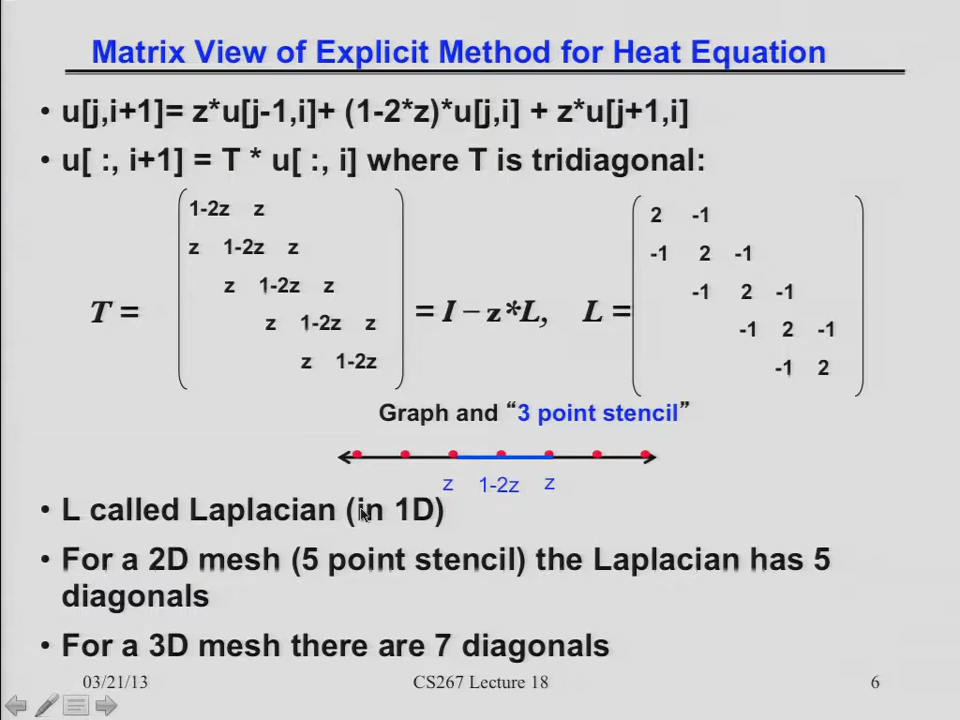 Matrix View of Explicit Method for Heat Equation
• u[j,i+1]= z*u[j-1,i]+ (1-2*z)*u[j,i] + z*u[j+1,i]
• u[ :, i+1] = T * u[ :, i] where T is tridiagonal:
1-2z z
z 1-2z z
z 1-2z z
z 1-2z z
z 1-2z
T =
= I – z*L, L =
2 -1
-1 2 -1
-1 2 -1
-1 2 -1
-1 2
Graph and “3 point stencil”
z 1-2z z
• L called Laplacian (in 1D)
• For a 2D mesh (5 point stencil) the Laplacian has 5
diagonals
• For a 3D mesh there are 7 diagonals
03/21/13 CS267 Lecture 18 6